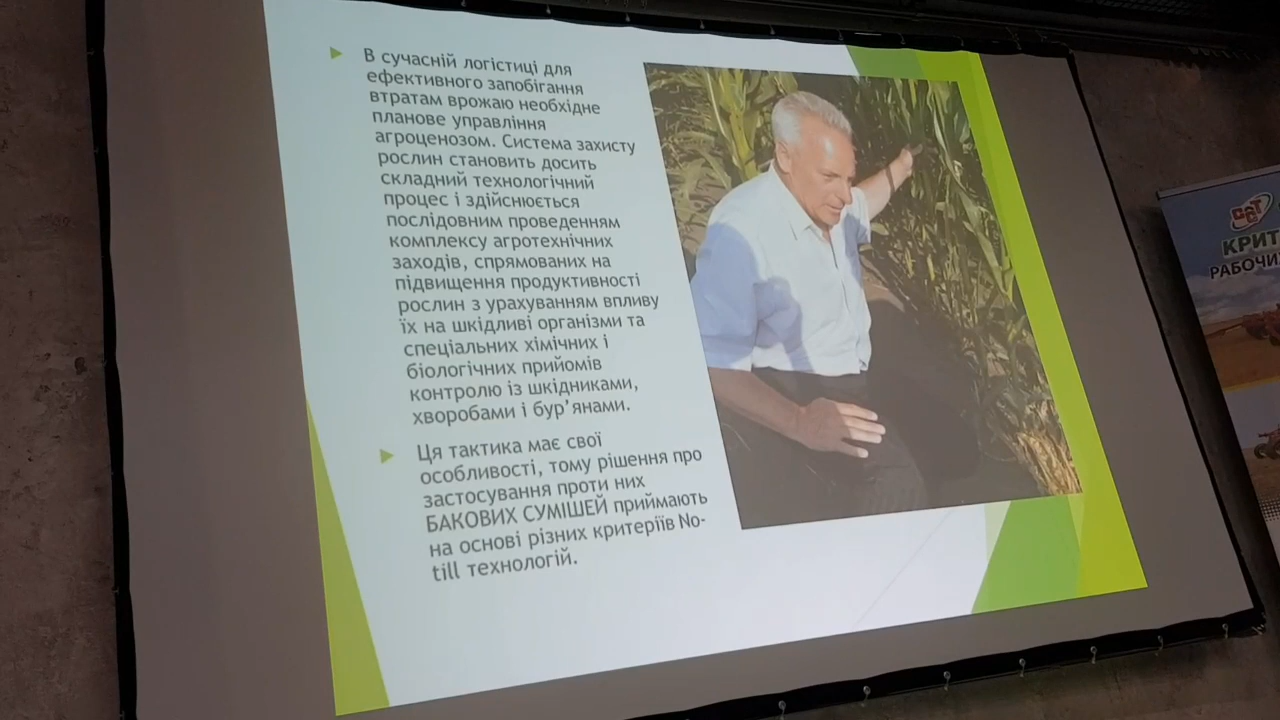 В сучасній логістиці для
ефективного запобігання
втратам врожаю необхідне
планове управління
агроценозом. Система захисту
рослин становить досить
складний технологічний
процес і здійснюється
послідовним проведенням
комплексу агротехнічних
заходів, спрямованих на
підвищення продуктивності
рослин з урахуванням впливу
їх на шкідливі організми та
спеціальних хімічних і
біологічних прийомів
контролю із шкідниками,
хворобами і бур’янами.
Ця тактика має свої
особливості, тому рішення про
застосування проти них
БАКОВИХ СУМІШЕЙ приймають
на основі різних критеріїв No-
till технологій.